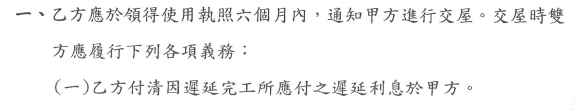 一、乙方應於領得使用執照六個月內，通知甲方進行交屋。交屋時雙
方應履行下列各項義務：
(一)乙方付清因遲延完工所應付之遲延利息於甲方。